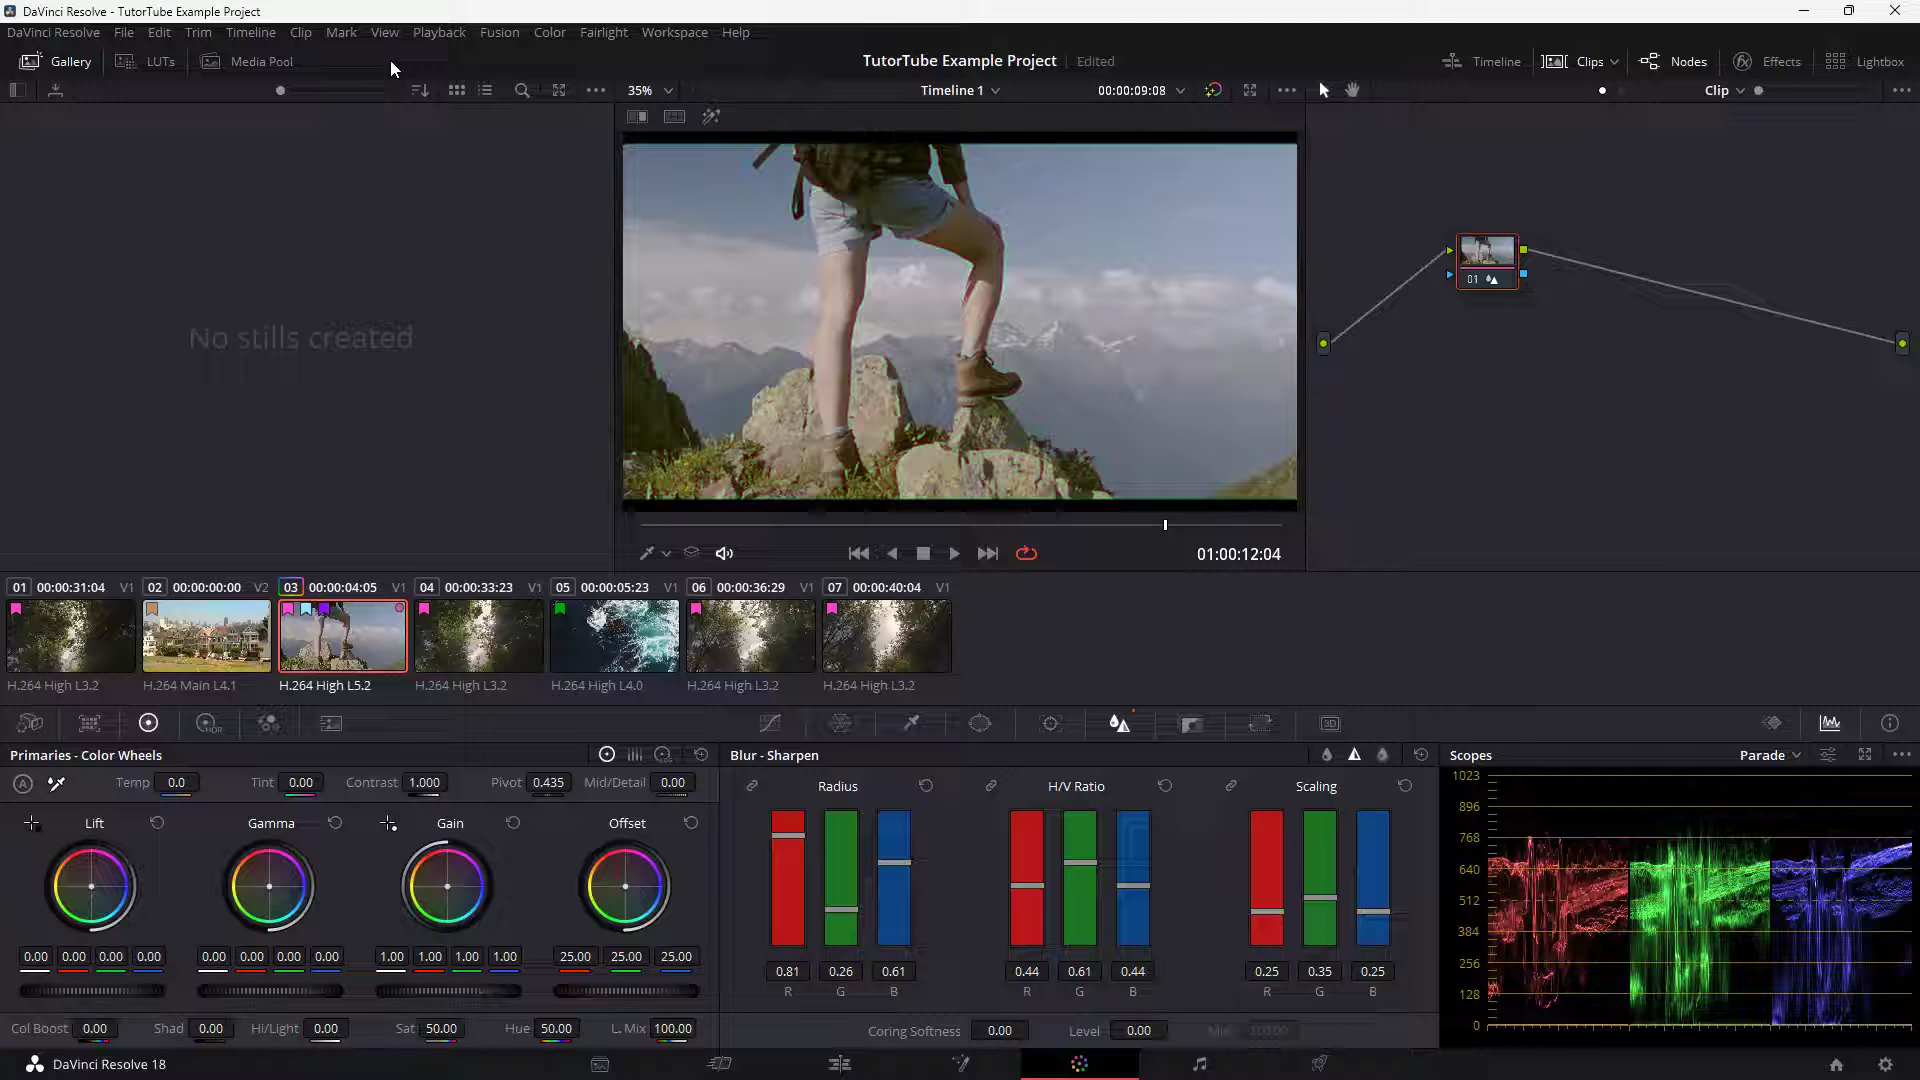 DaVinci Resolve - TutorTube Example Project
DaVinci Resolve File Edit Trim Timeline Clip Mark View Playback Fusion Color Fairlight Workspace Help
Gallery LUTs Media Pool TutorTube Example Project Edited Timeline Clips Nodes Effects Lightbox
35% Timeline 1 00:00:09:08 Clip
No stills created
01
01:00:12:04
01 00:00:31:04 V1 02 00:00:00:00 V2 03 00:00:04:05 V1 04 00:00:33:23 V1 05 00:00:05:23 V1 06 00:00:36:29 V1 07 00:00:40:04 V1
H.264 High L3.2 H.264 Main L4.1 H.264 High L5.2 H.264 High L3.2 H.264 High L4.0 H.264 High L3.2 H.264 High L3.2
HDR 3D
Primaries - Color Wheels LOG Blur - Sharpen Scopes Parade
A Temp 0.0 Tint 0.00 Contrast 1.000 Pivot 0.435 Mid/Detail 0.00 Radius H/V Ratio Scaling
Lift Gamma Gain Offset
1023
896
768
640
512
384
256
128
0
0.00 0.00 0.00 0.00 0.00 0.00 0.00 0.00 1.00 1.00 1.00 1.00 25.00 25.00 25.00
0.81 0.26 0.61 0.44 0.61 0.44 0.25 0.35 0.25
R G B R G B R G B
Col Boost 0.00 Shad 0.00 Hi/Light 0.00 Sat 50.00 Hue 50.00 L. Mix 100.00
Coring Softness 0.00 Level 0.00 Mix 100.00
DaVinci Resolve 18